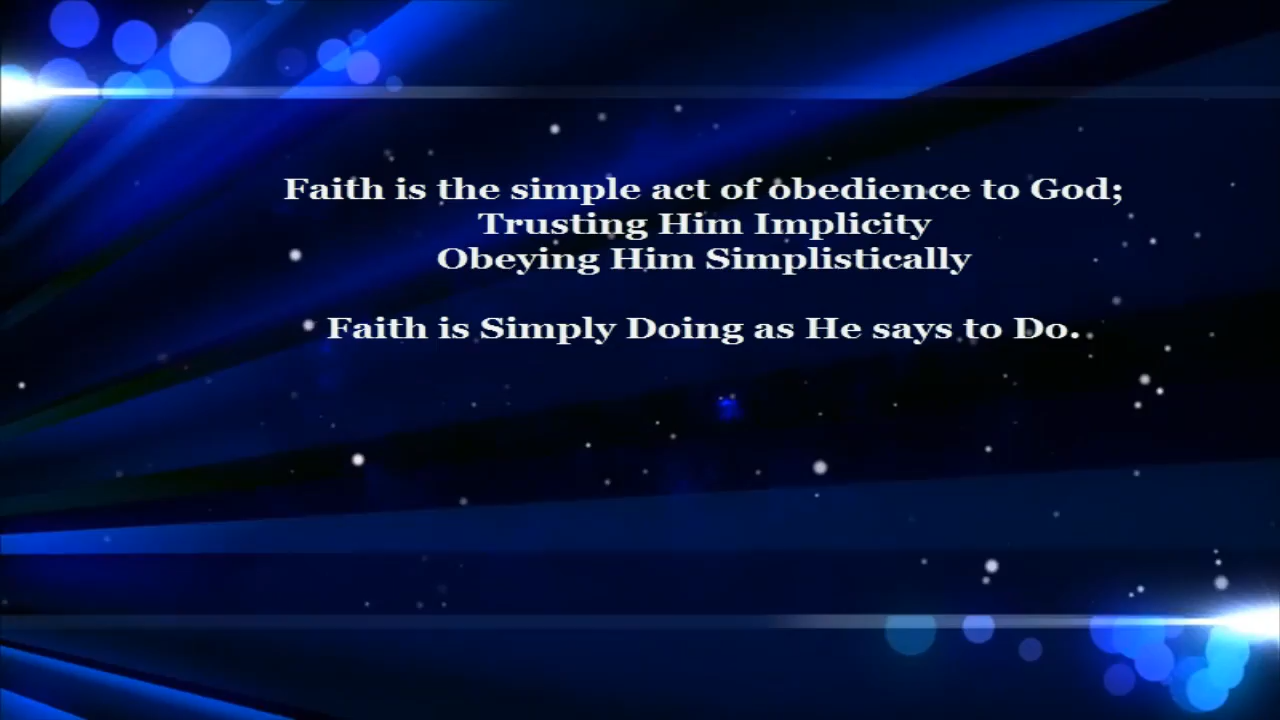 Faith is the simple act of obedience to God;
Trusting Him Implicity
Obeying Him Simplistically
Faith is Simply Doing as He says to Do.